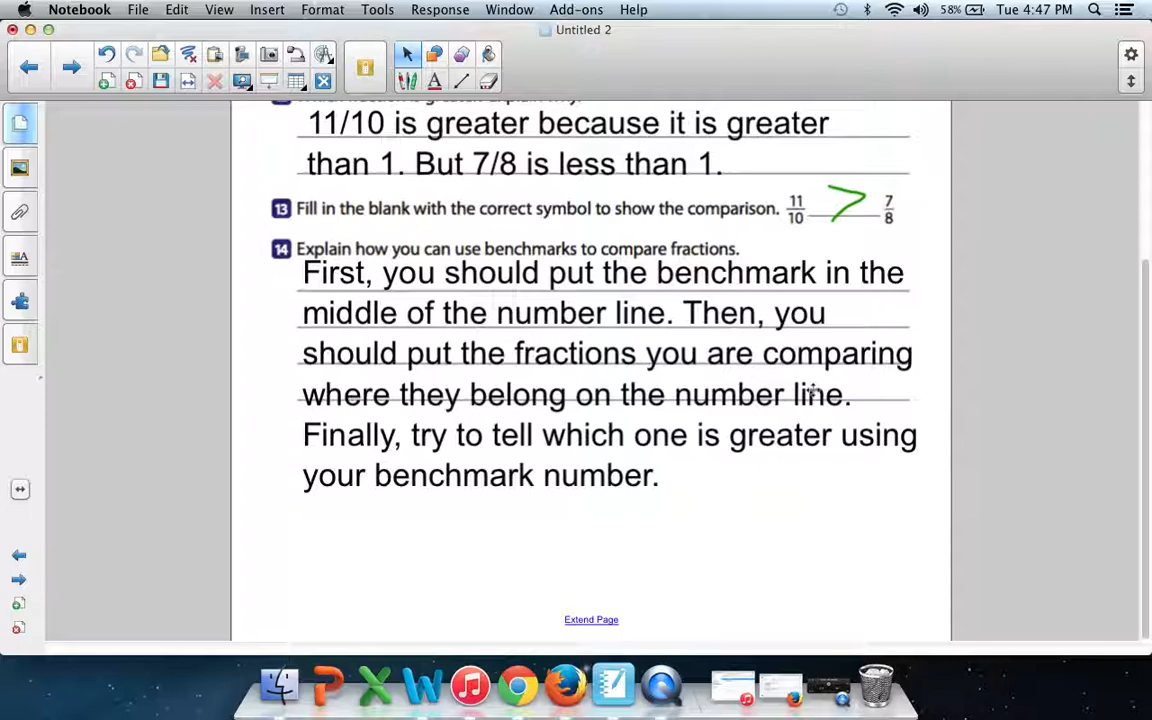 Notebook File Edit View Insert Format Tools Response Window Add-ons Help 58% Tue 4:47 PM
Untitled 2
11/10 is greater because it is greater
than 1. But 7/8 is less than 1.
13 Fill in the blank with the correct symbol to show the comparison. 11/10 > 7/8
14 Explain how you can use benchmarks to compare fractions.
First, you should put the benchmark in the
middle of the number line. Then, you
should put the fractions you are comparing
where they belong on the number line.
Finally, try to tell which one is greater using
your benchmark number.
Extend Page